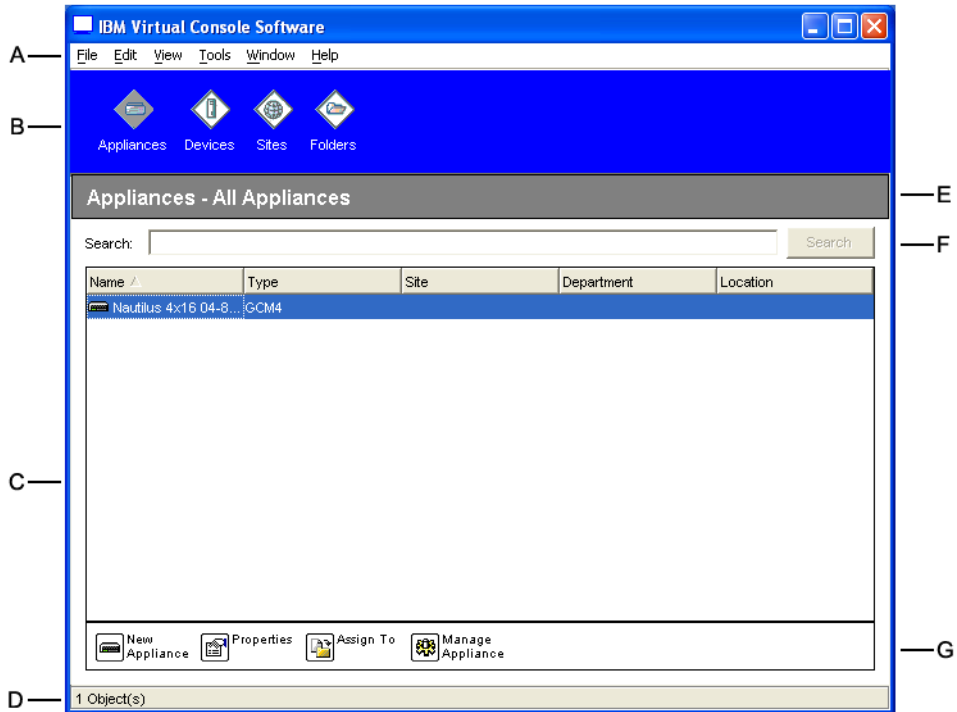 IBM Virtual Console Software
A
File Edit View Tools Window Help
B
Appliances Devices Sites Folders
Appliances - All Appliances
E
Search: Search
F
Name Type Site Department Location
Nautilus 4x16 04-8... GCM4
C
New Appliance Properties Assign To Manage Appliance
G
D
1 Object(s)